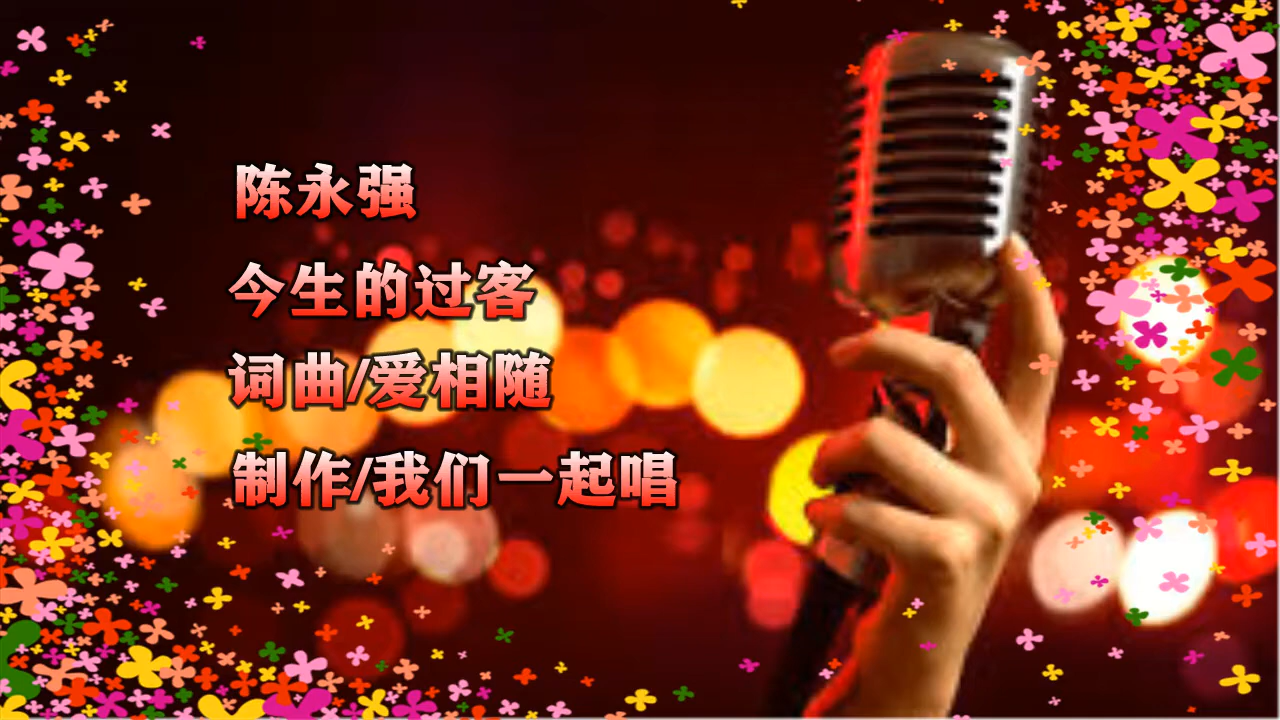 陈永强
今生的过客
词曲/爱相随
制作/我们一起唱